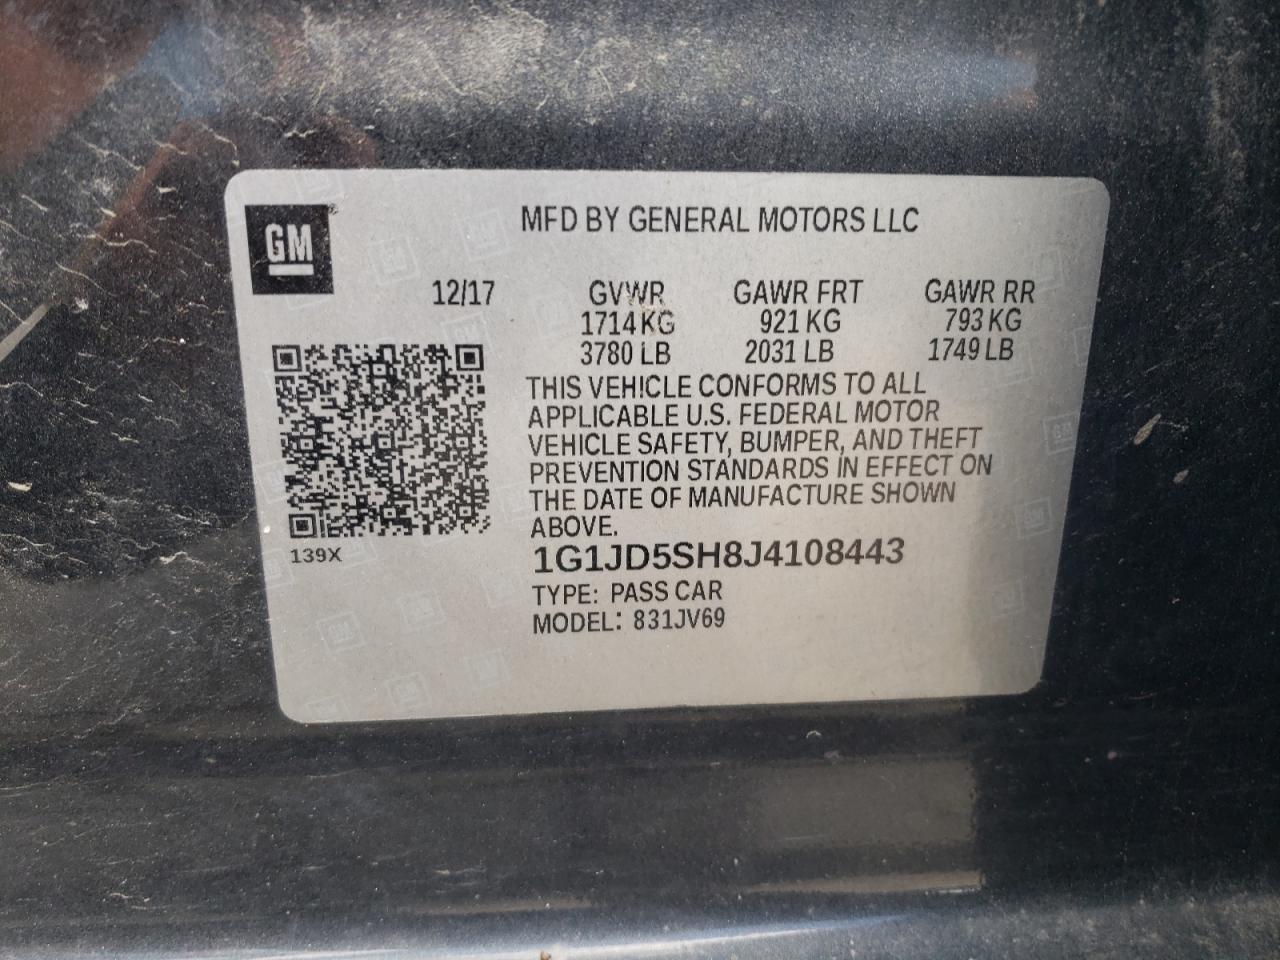 GM
MFD BY GENERAL MOTORS LLC
12/17 GVWR GAWR FRT GAWR RR
1714 KG 921 KG 793 KG
3780 LB 2031 LB 1749 LB
THIS VEHICLE CONFORMS TO ALL
APPLICABLE U.S. FEDERAL MOTOR
VEHICLE SAFETY, BUMPER, AND THEFT
PREVENTION STANDARDS IN EFFECT ON
THE DATE OF MANUFACTURE SHOWN
ABOVE.
139X
1G1JD5SH8J4108443
TYPE: PASS CAR
MODEL: 831JV69